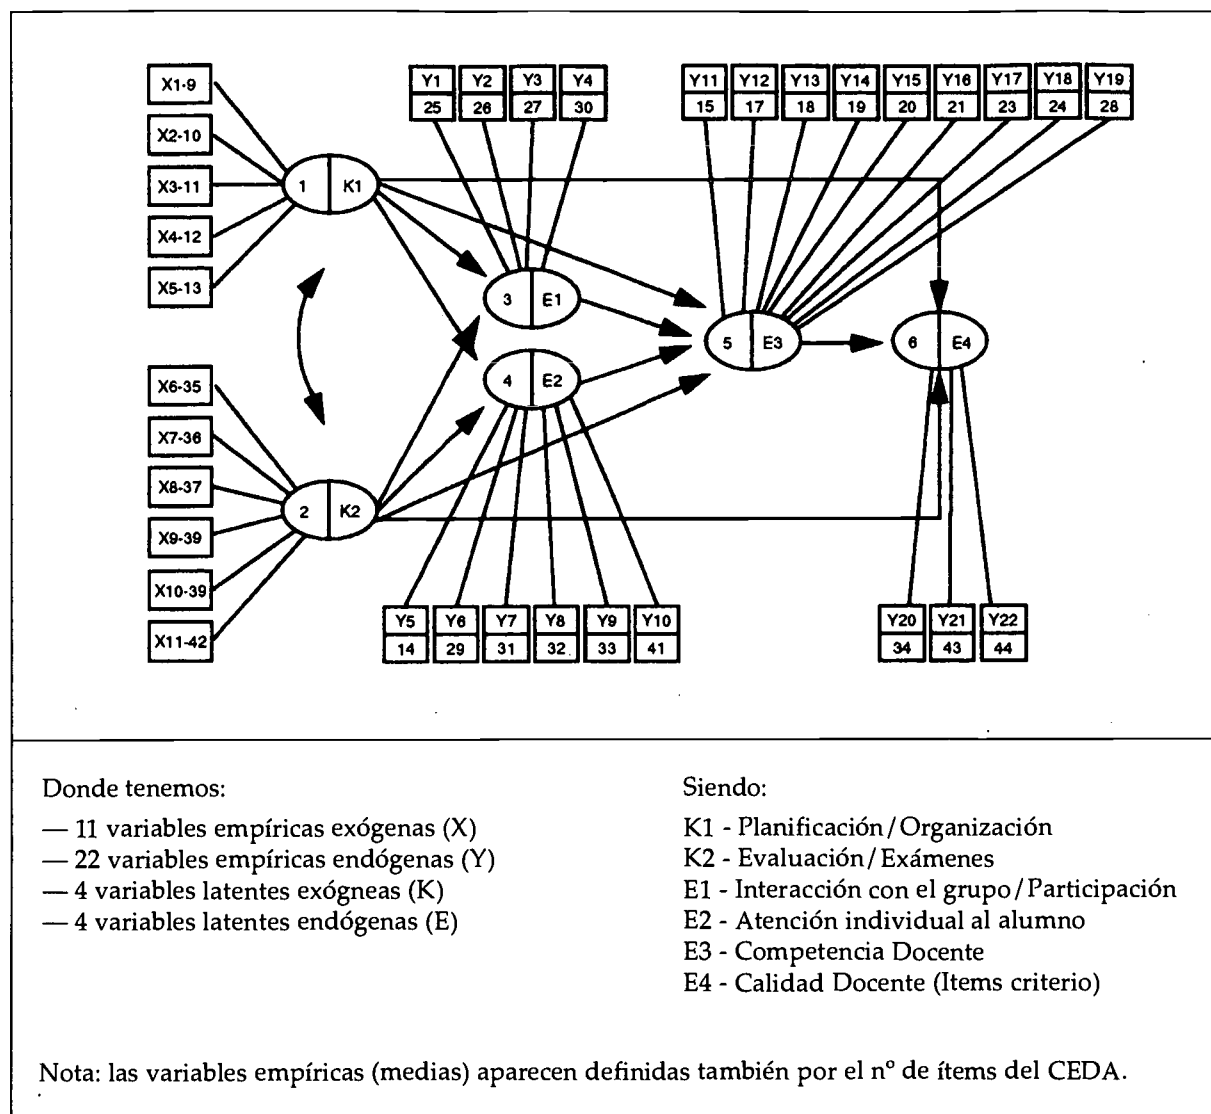 X1-9
X2-10
X3-11
X4-12
X5-13
X6-35
X7-36
X8-37
X9-39
X10-39
X11-42
1 K1
2 K2
Y1 Y2 Y3 Y4
25 26 27 30
3 E1
4 E2
Y5 Y6 Y7 Y8 Y9 Y10
14 29 31 32 33 41
Y11 Y12 Y13 Y14 Y15 Y16 Y17 Y18 Y19
15 17 18 19 20 21 23 24 28
5 E3
6 E4
Y20 Y21 Y22
34 43 44
Donde tenemos:
— 11 variables empíricas exógenas (X)
— 22 variables empíricas endógenas (Y)
— 4 variables latentes exógneas (K)
— 4 variables latentes endógenas (E)
Siendo:
K1 - Planificación/Organización
K2 - Evaluación/Exámenes
E1 - Interacción con el grupo/Participación
E2 - Atención individual al alumno
E3 - Competencia Docente
E4 - Calidad Docente (Items criterio)
Nota: las variables empíricas (medias) aparecen definidas también por el nº de ítems del CEDA.